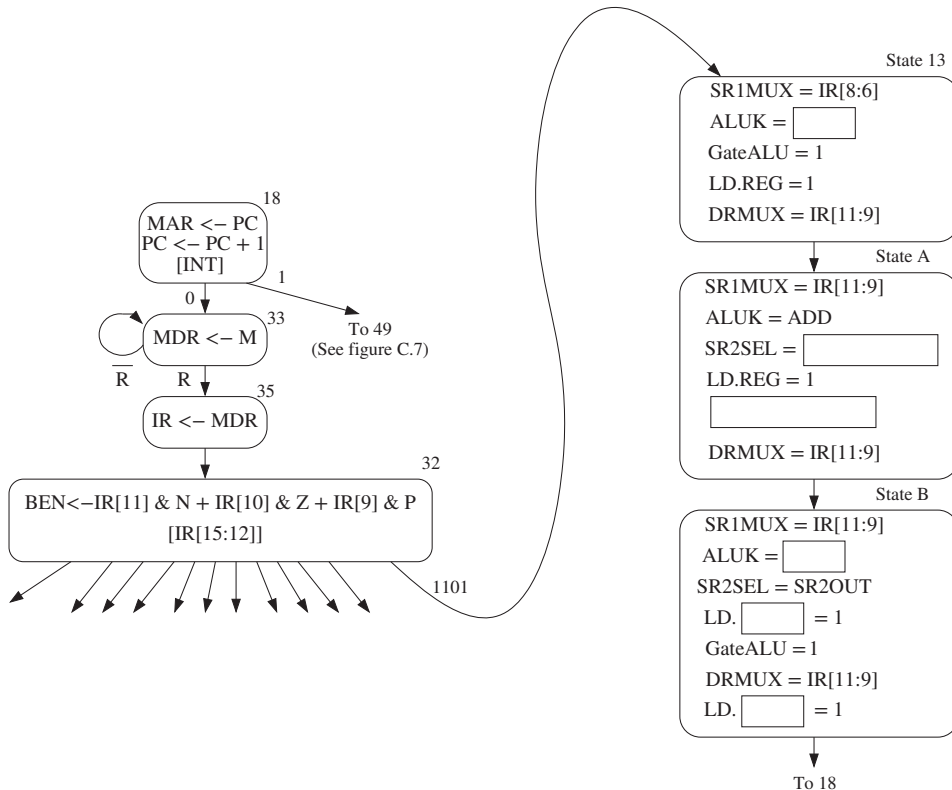 18
MAR <– PC
PC <– PC + 1
[INT]
0
1
To 49
(See figure C.7)
33
MDR <– M
R
R
35
IR <– MDR
32
BEN<–IR[11] & N + IR[10] & Z + IR[9] & P
[IR[15:12]]
1101
State 13
SR1MUX = IR[8:6]
ALUK =
GateALU = 1
LD.REG = 1
DRMUX = IR[11:9]
State A
SR1MUX = IR[11:9]
ALUK = ADD
SR2SEL =
LD.REG = 1
DRMUX = IR[11:9]
State B
SR1MUX = IR[11:9]
ALUK =
SR2SEL = SR2OUT
LD. = 1
GateALU = 1
DRMUX = IR[11:9]
LD. = 1
To 18